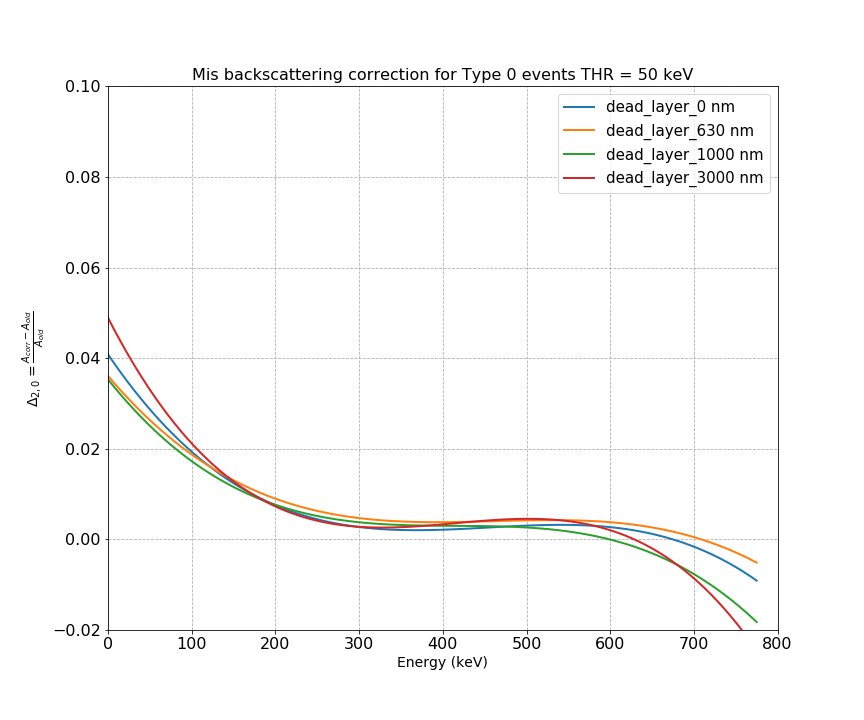 Mis backscattering correction for Type 0 events THR = 50 keV
dead_layer_0 nm
dead_layer_630 nm
dead_layer_1000 nm
dead_layer_3000 nm
0.10
0.08
0.06
0.04
0.02
0.00
−0.02
0 100 200 300 400 500 600 700 800
Energy (keV)
Δ2, 0 = Acorr − Aold / Aold